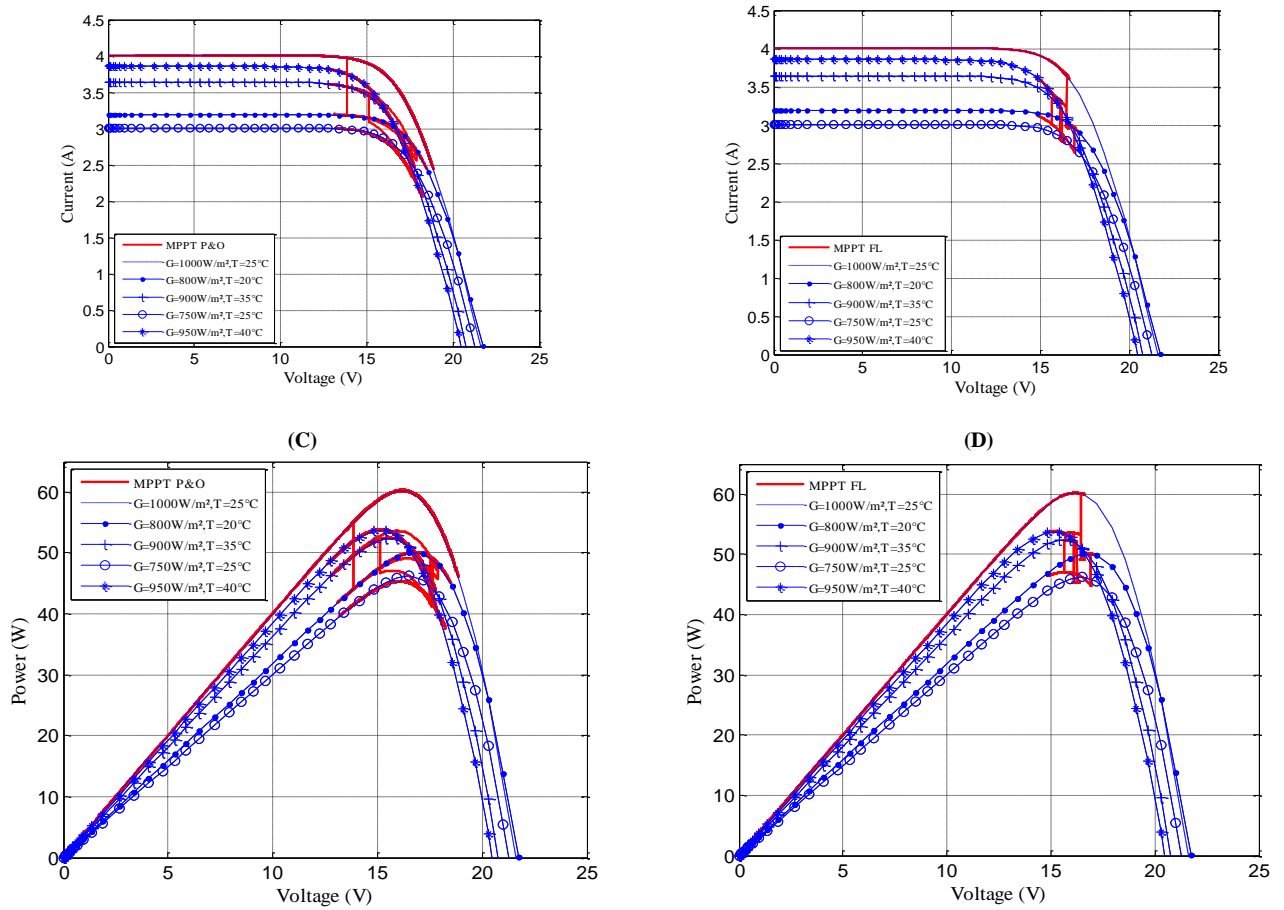 4.5
4
3.5
3
2.5
2
1.5
1
0.5
0
Current (A)
MPPT P&O
G=1000W/m²,T=25°C
G=800W/m²,T=20°C
G=900W/m²,T=35°C
G=750W/m²,T=25°C
G=950W/m²,T=40°C
0 5 10 15 20 25
Voltage (V)
4.5
4
3.5
3
2.5
2
1.5
1
0.5
0
Current (A)
MPPT FL
G=1000W/m²,T=25°C
G=800W/m²,T=20°C
G=900W/m²,T=35°C
G=750W/m²,T=25°C
G=950W/m²,T=40°C
0 5 10 15 20 25
Voltage (V)
(C)
(D)
60
50
40
30
20
10
0
Power (W)
MPPT P&O
G=1000W/m²,T=25°C
G=800W/m²,T=20°C
G=900W/m²,T=35°C
G=750W/m²,T=25°C
G=950W/m²,T=40°C
0 5 10 15 20 25
Voltage (V)
60
50
40
30
20
10
0
Power (W)
MPPT FL
G=1000W/m²,T=25°C
G=800W/m²,T=20°C
G=900W/m²,T=35°C
G=750W/m²,T=25°C
G=950W/m²,T=40°C
0 5 10 15 20 25
Voltage (V)